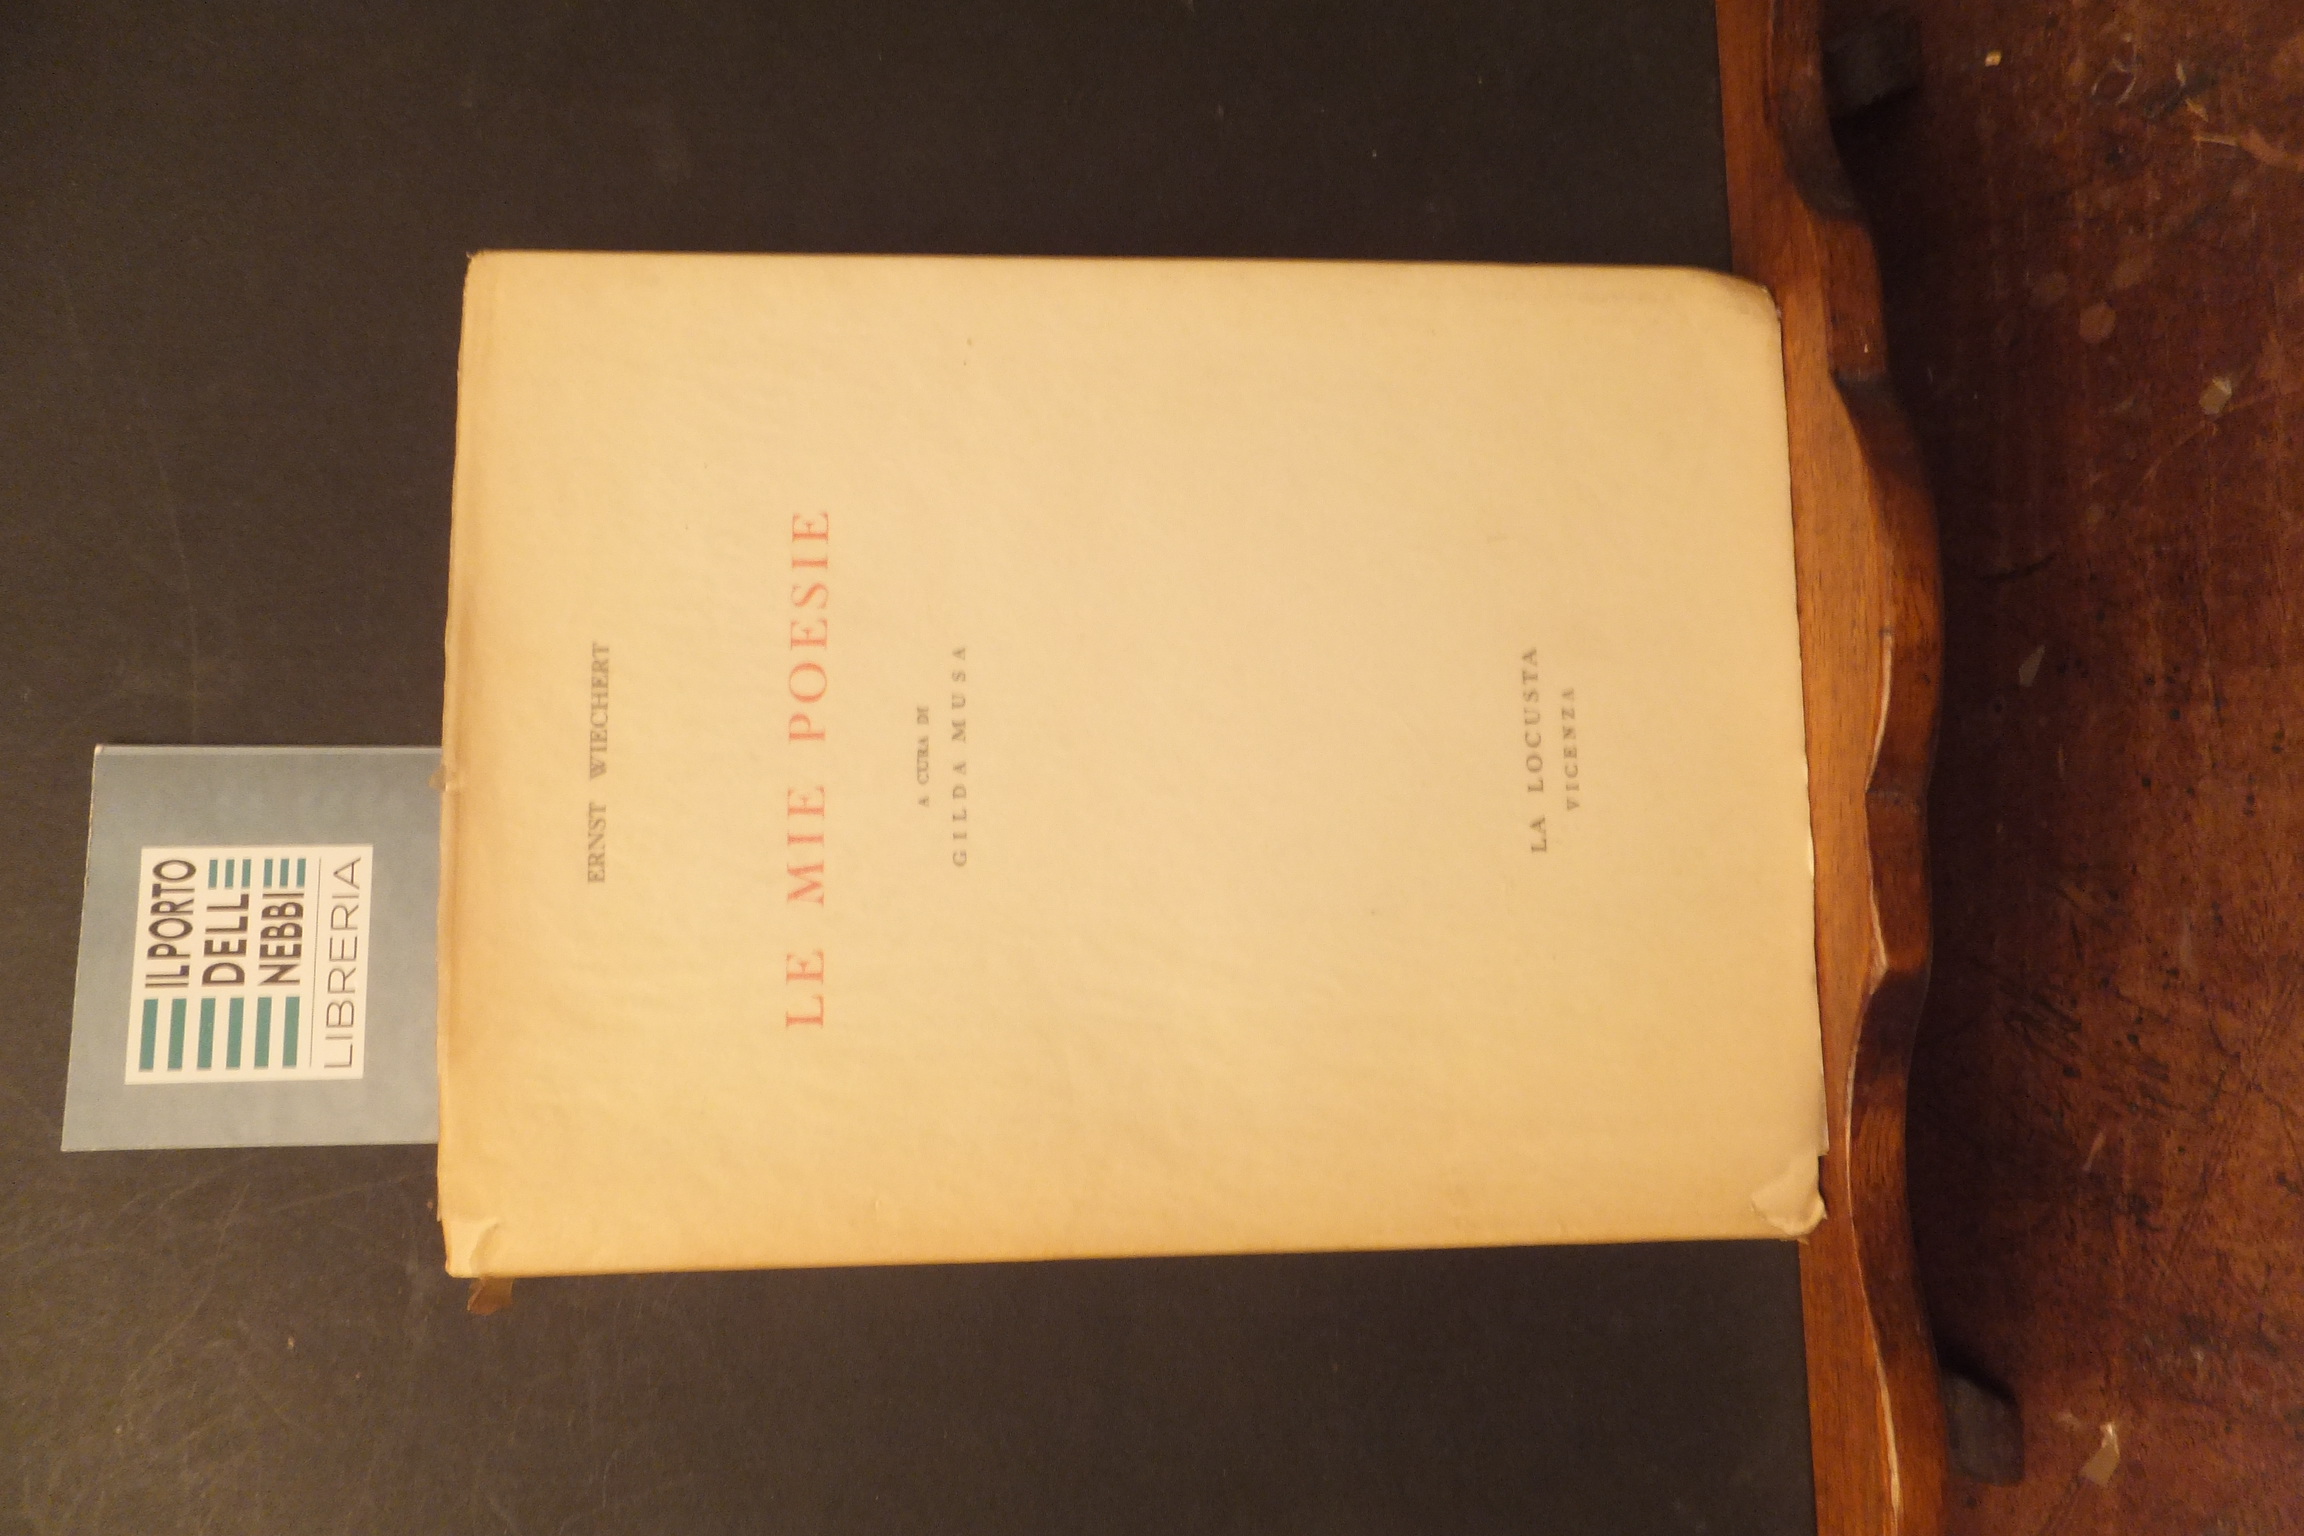 IL PORTO
DELLE
NEBBIE
LIBRERIA
ERNST WIECHERT
LE MIE POESIE
A CURA DI
GILDA MUSA
LA LOCUSTA
VICENZA